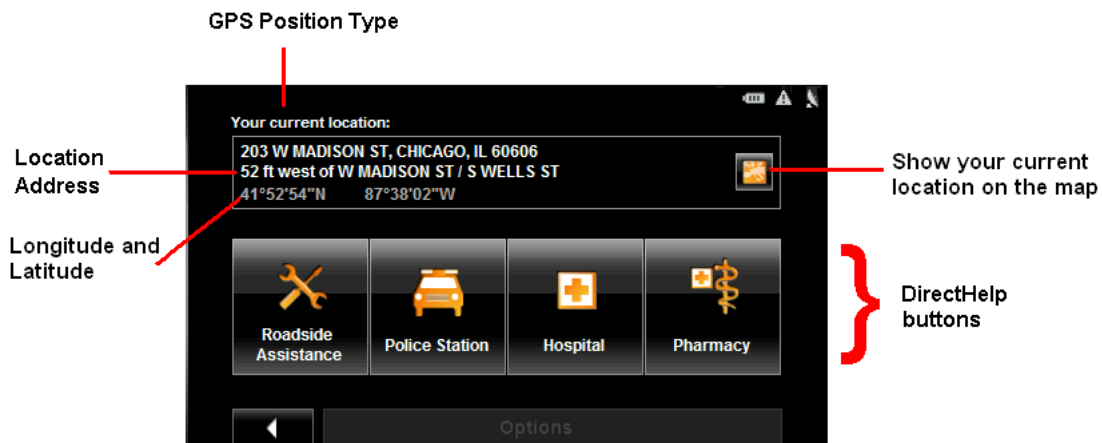 GPS Position Type
Your current location:
203 W MADISON ST, CHICAGO, IL 60606
52 ft west of W MADISON ST / S WELLS ST
41°52'54"N 87°38'02"W
Location
Address
Longitude and
Latitude
Show your current
location on the map
Roadside
Assistance
Police Station
Hospital
Pharmacy
DirectHelp
buttons
Options